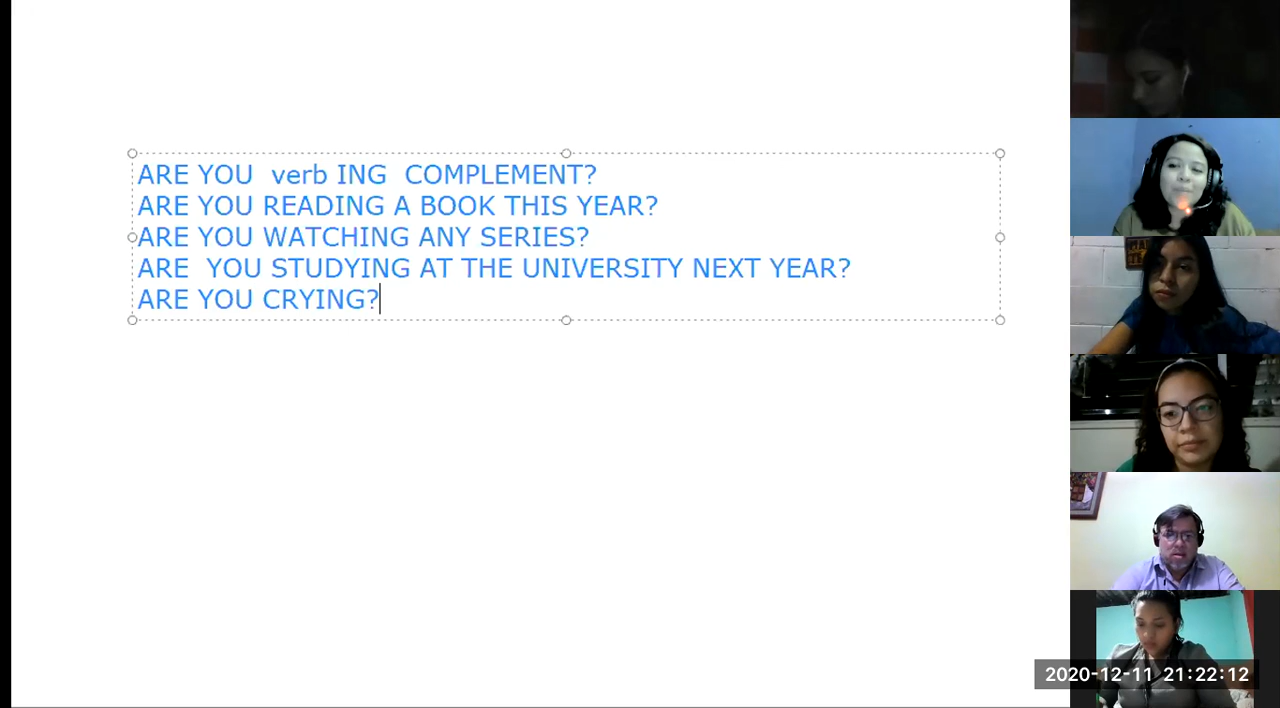 ARE YOU verb ING COMPLEMENT?
ARE YOU READING A BOOK THIS YEAR?
ARE YOU WATCHING ANY SERIES?
ARE YOU STUDYING AT THE UNIVERSITY NEXT YEAR?
ARE YOU CRYING?
2020-12-11 21:22:12